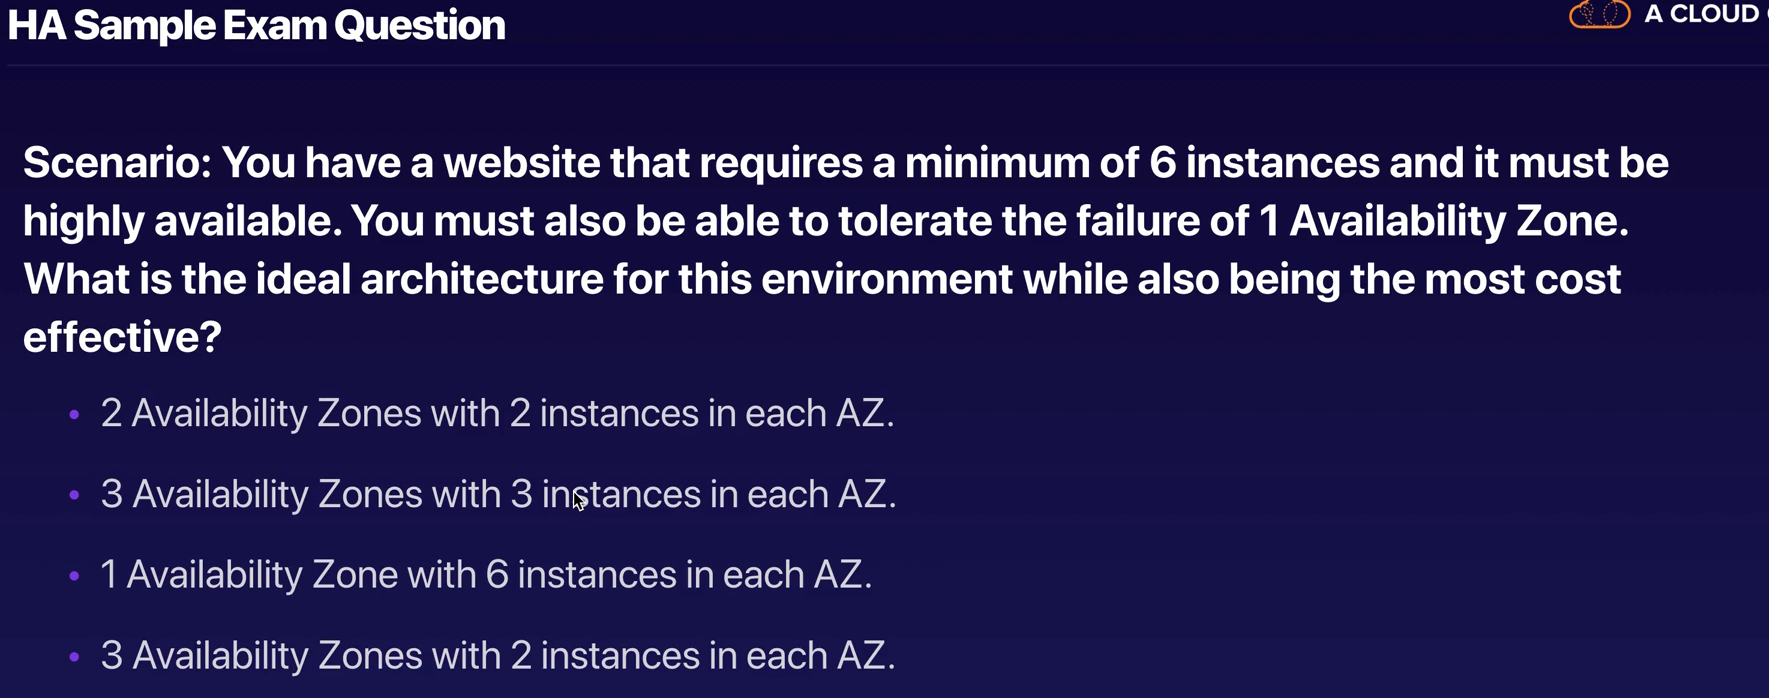 HA Sample Exam Question
A CLOUD
Scenario: You have a website that requires a minimum of 6 instances and it must be
highly available. You must also be able to tolerate the failure of 1 Availability Zone.
What is the ideal architecture for this environment while also being the most cost
effective?
• 2 Availability Zones with 2 instances in each AZ.
• 3 Availability Zones with 3 instances in each AZ.
• 1 Availability Zone with 6 instances in each AZ.
• 3 Availability Zones with 2 instances in each AZ.